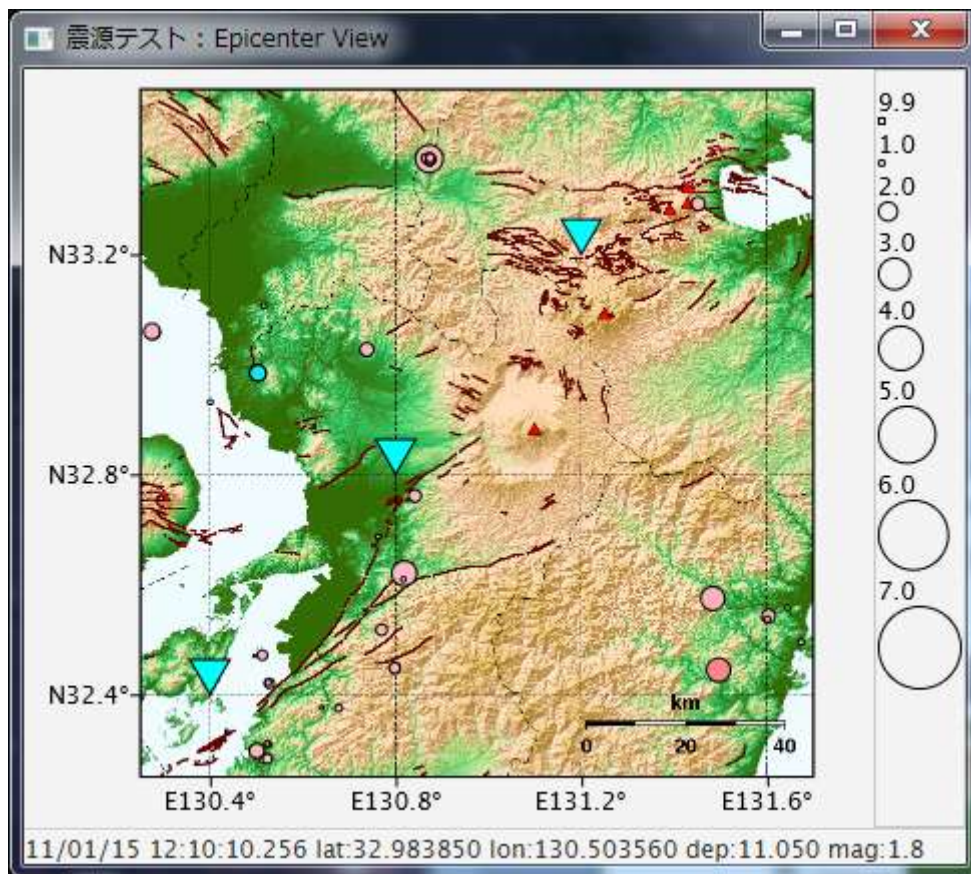 震源テスト : Epicenter View
9.9
1.0
2.0
3.0
4.0
5.0
6.0
7.0
N33.2°
N32.8°
N32.4°
km
0 20 40
E130.4° E130.8° E131.2° E131.6°
11/01/15 12:10:10.256 lat:32.983850 lon:130.503560 dep:11.050 mag:1.8